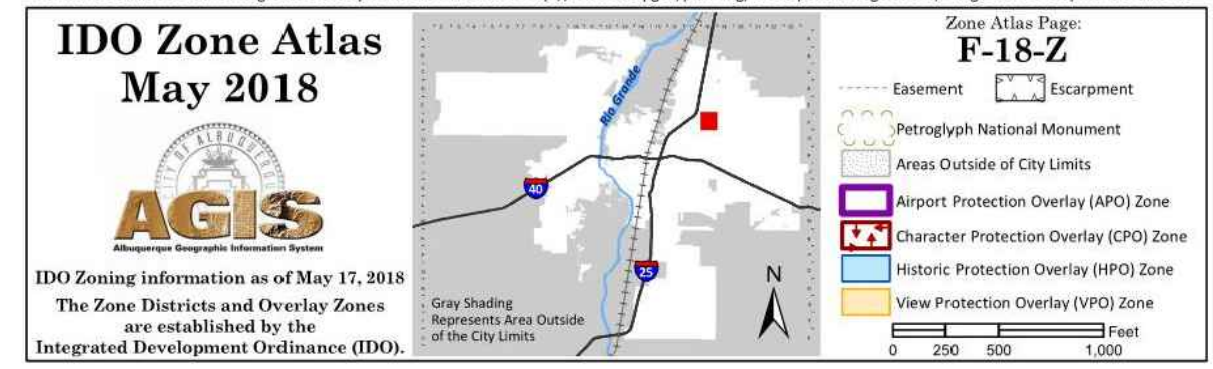 IDO Zone Atlas
May 2018
CITY OF ALBUQUERQUE
AGIS
Albuquerque Geographic Information System
IDO Zoning information as of May 17, 2018
The Zone Districts and Overlay Zones
are established by the
Integrated Development Ordinance (IDO).
Rio Grande
40
25
N
Gray Shading
Represents Area Outside
of the City Limits
Zone Atlas Page:
F-18-Z
Easement
Escarpment
Petroglyph National Monument
Areas Outside of City Limits
Airport Protection Overlay (APO) Zone
Character Protection Overlay (CPO) Zone
Historic Protection Overlay (HPO) Zone
View Protection Overlay (VPO) Zone
Feet
0 250 500 1,000